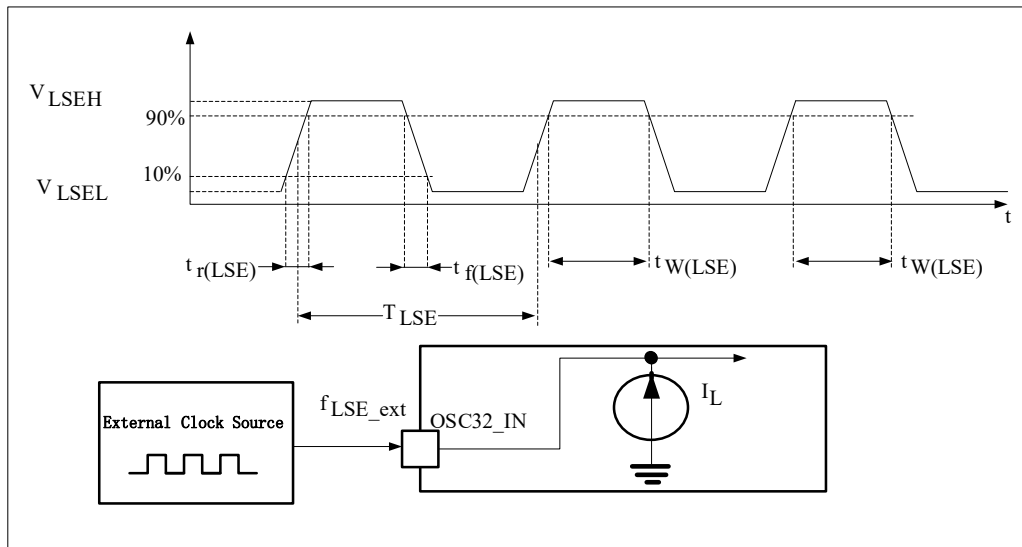 V LSEH
90%
10%
V LSEL
t
t r(LSE)
t f(LSE)
t W(LSE)
t W(LSE)
T LSE
External Clock Source
f LSE_ext
OSC32_IN
I L